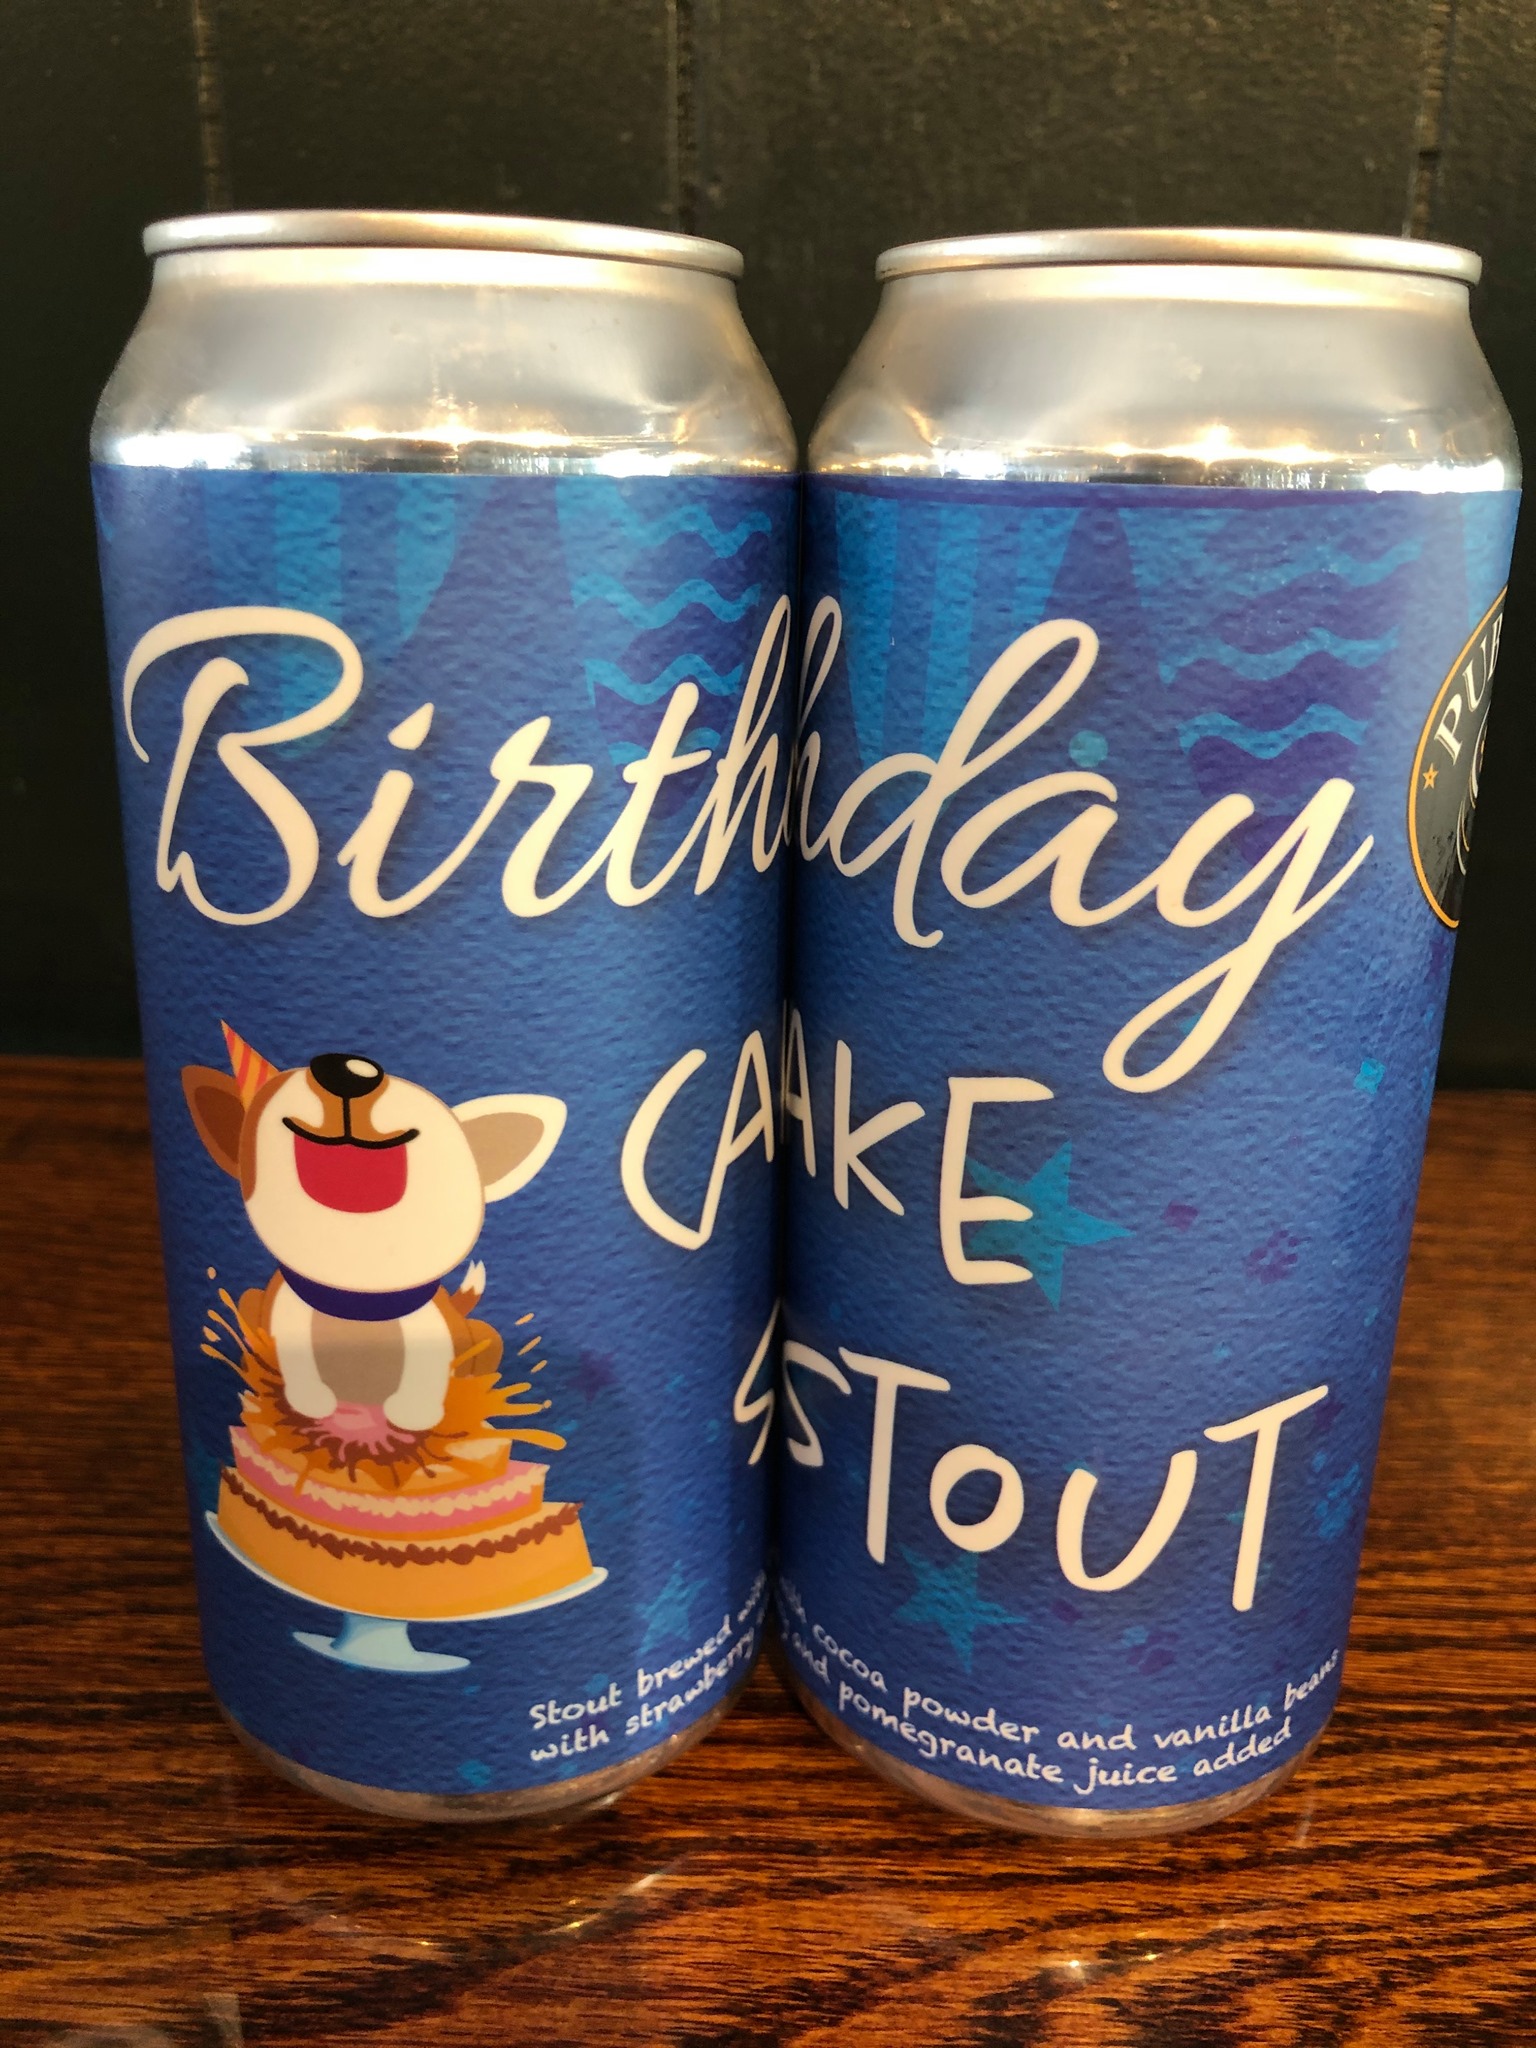 Birthday
CAKE
STOUT
Stout brewed with cocoa powder and vanilla beans
with strawberry and pomegranate juice added